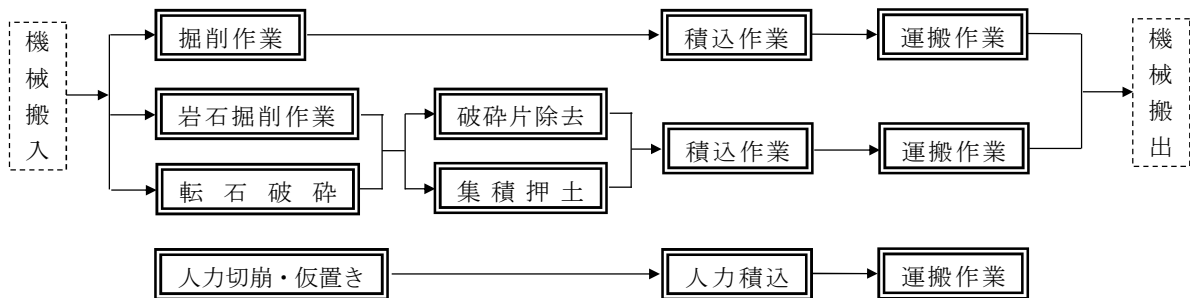 機械搬入
掘削作業
積込作業
運搬作業
機械搬出
岩石掘削作業
破砕片除去
積込作業
運搬作業
転石破砕
集積押土
人力切崩・仮置き
人力積込
運搬作業